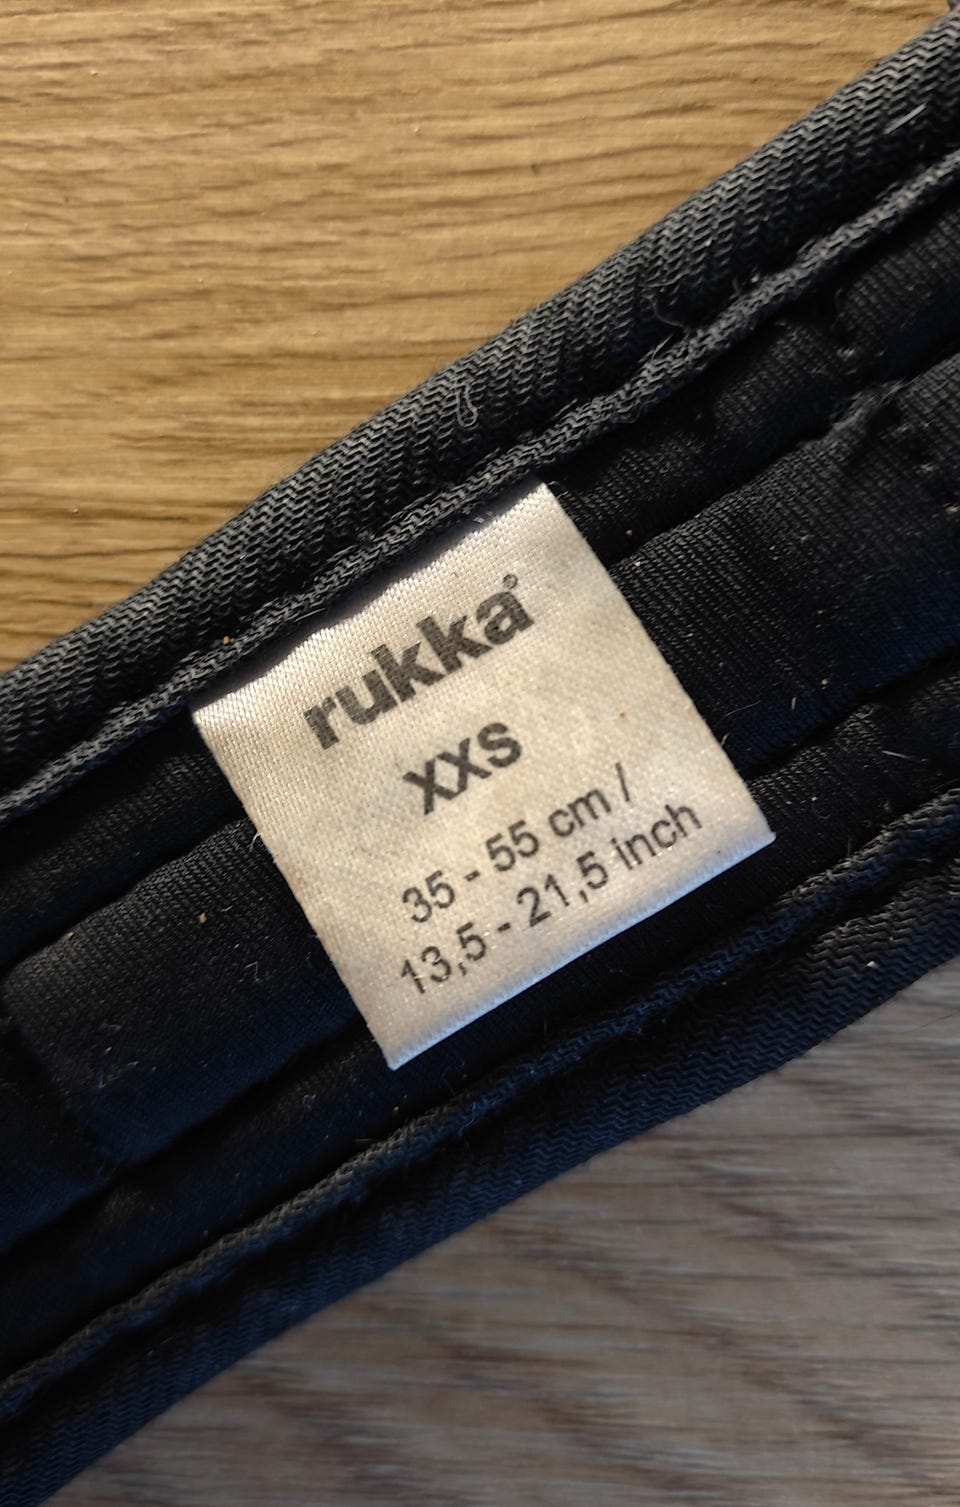 rukka®
XXS
35 - 55 cm /
13,5 - 21,5 inch